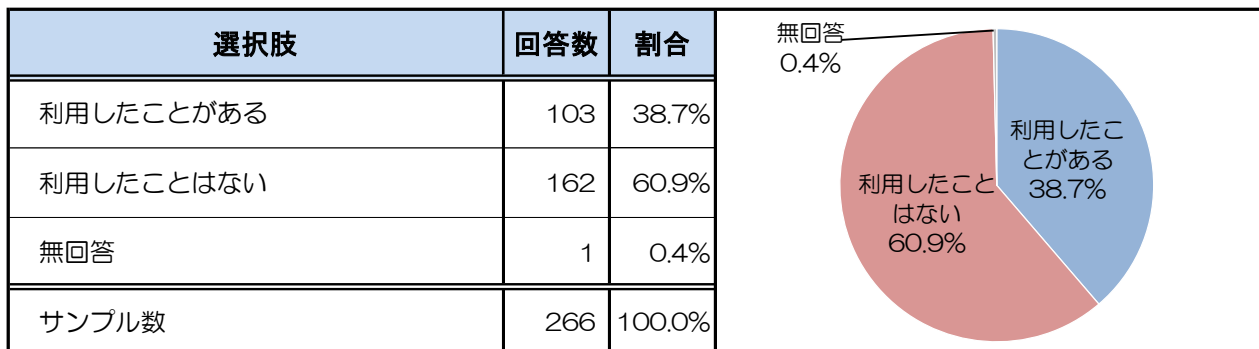 選択肢 回答数 割合
利用したことがある 103 38.7%
利用したことはない 162 60.9%
無回答 1 0.4%
サンプル数 266 100.0%
無回答
0.4%
利用したこ
とがある
38.7%
利用したこと
はない
60.9%